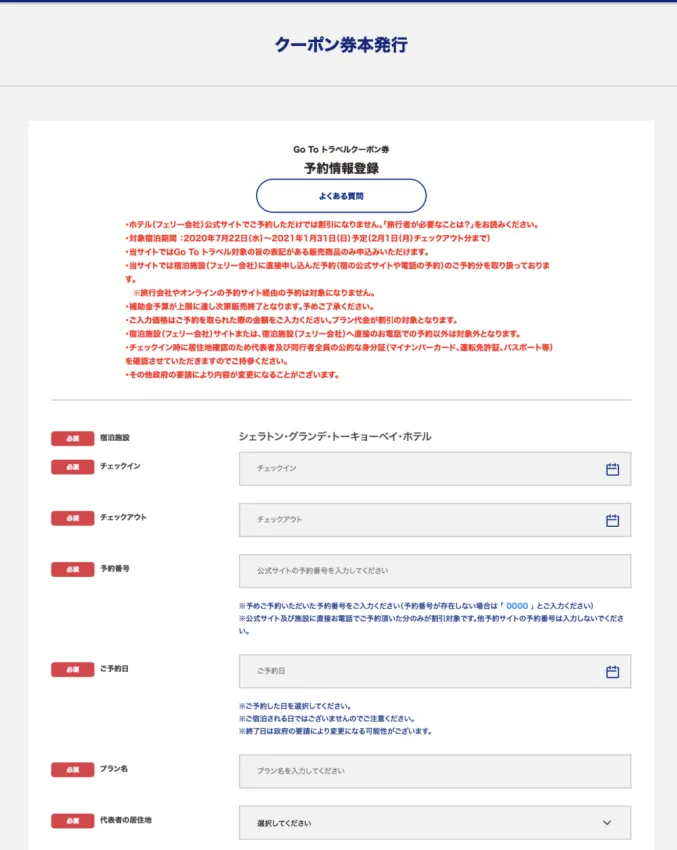 クーポン券本発行
Go To トラベルクーポン券
予約情報登録
よくある質問
・ホテル(フェリー会社)公式サイトでご予約しただけでは割引になりません。「旅行者が必要なことは？」をお読みください。
・対象宿泊期間 ：2020年7月22日(水)～2021年1月31日(日)予定(2月1日(月)チェックアウト分まで)
・当サイトではGo To トラベル対象の旨の表記がある販売商品のみ申込みいただけます。
・当サイトでは宿泊施設(フェリー会社)に直接申し込んだ予約(宿の公式サイトや電話の予約)のご予約分を取り扱っておりま
す。
※旅行会社やオンラインの予約サイト経由の予約は対象になりません。
・補助金予算が上限に達し次第販売終了となります。予めご了承ください。
・ご入力価格はご予約を取られた際の金額をご入力ください。プラン代金が割引の対象となります。
・宿泊施設(フェリー会社)サイトまたは、宿泊施設(フェリー会社)へ直接のお電話での予約以外は対象外となります。
・チェックイン時に居住地確認のため代表者及び同行者全員の公的な身分証(マイナンバーカード、運転免許証、パスポート等)
を確認させていただきますのでご持参ください。
・その他政府の要請により内容が変更になることがございます。
必須 宿泊施設 シェラトン・グランデ・トーキョーベイ・ホテル
必須 チェックイン チェックイン
必須 チェックアウト チェックアウト
必須 予約番号 公式サイトの予約番号を入力してください
※予めご予約いただいた予約番号をご入力ください(予約番号が存在しない場合は「 0000 」とご入力ください)
※公式サイト及び施設に直接お電話でご予約頂いた分のみが割引対象です。他予約サイトの予約番号は入力しないでくださ
い。
必須 ご予約日 ご予約日
※ご予約した日を選択してください。
※ご宿泊される日ではございませんのでご注意ください。
※終了日は政府の要請により変更になる可能性がございます。
必須 プラン名 プラン名を入力してください
必須 代表者の居住地 選択してください